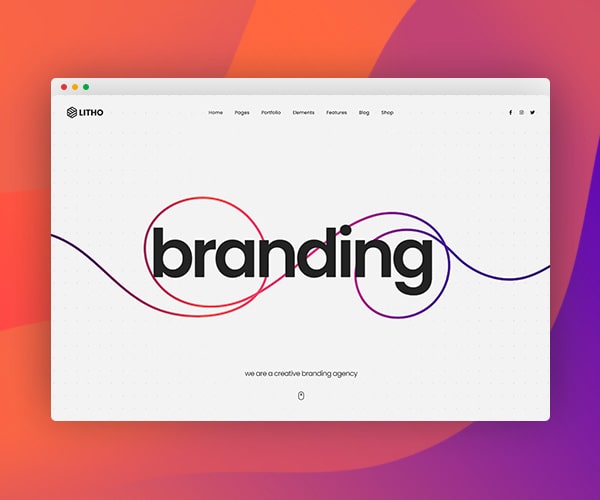 LITHO
Home Pages Portfolio Elements Features Blog Shop
branding
we are a creative branding agency